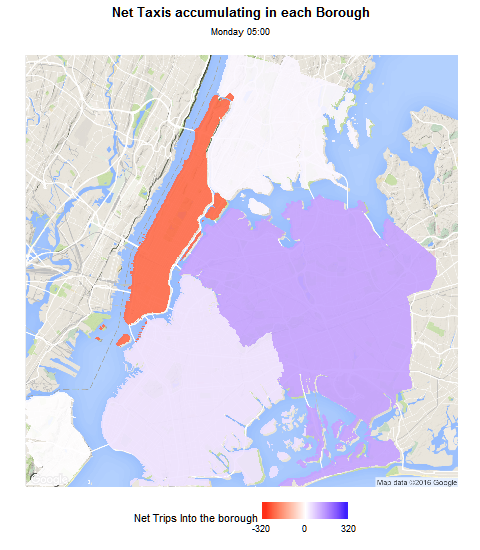 Net Taxis accumulating in each Borough
Monday 05:00
Map data ©2016 Google
Net Trips Into the borough
-320 0 320